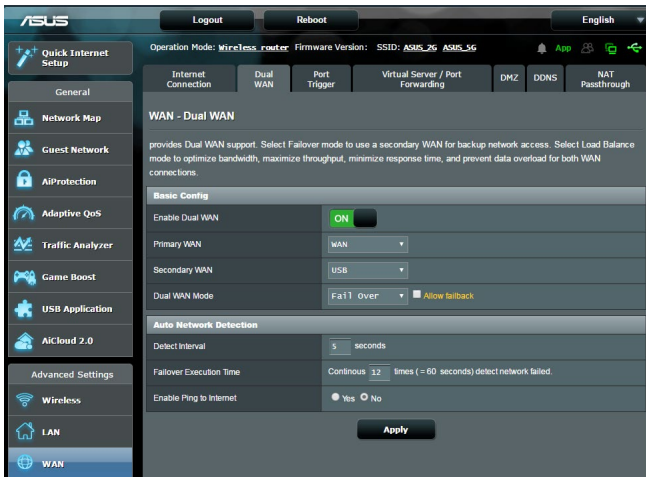 ASUS
Logout
Reboot
English
Quick Internet
Setup
Operation Mode: Wireless router Firmware Version: SSID: ASUS_2G ASUS_5G
App
General
Network Map
Guest Network
AiProtection
Adaptive QoS
Traffic Analyzer
Game Boost
USB Application
AiCloud 2.0
Advanced Settings
Wireless
LAN
WAN
Internet
Connection
Dual
WAN
Port
Trigger
Virtual Server / Port
Forwarding
DMZ
DDNS
NAT
Passthrough
WAN - Dual WAN
provides Dual WAN support. Select Failover mode to use a secondary WAN for backup network access. Select Load Balance
mode to optimize bandwidth, maximize throughput, minimize response time, and prevent data overload for both WAN
connections.
Basic Config
Enable Dual WAN ON
Primary WAN WAN
Secondary WAN USB
Dual WAN Mode Fail Over Allow failback
Auto Network Detection
Detect Interval 5 seconds
Failover Execution Time Continous 12 times ( = 60 seconds) detect network failed.
Enable Ping to Internet Yes No
Apply